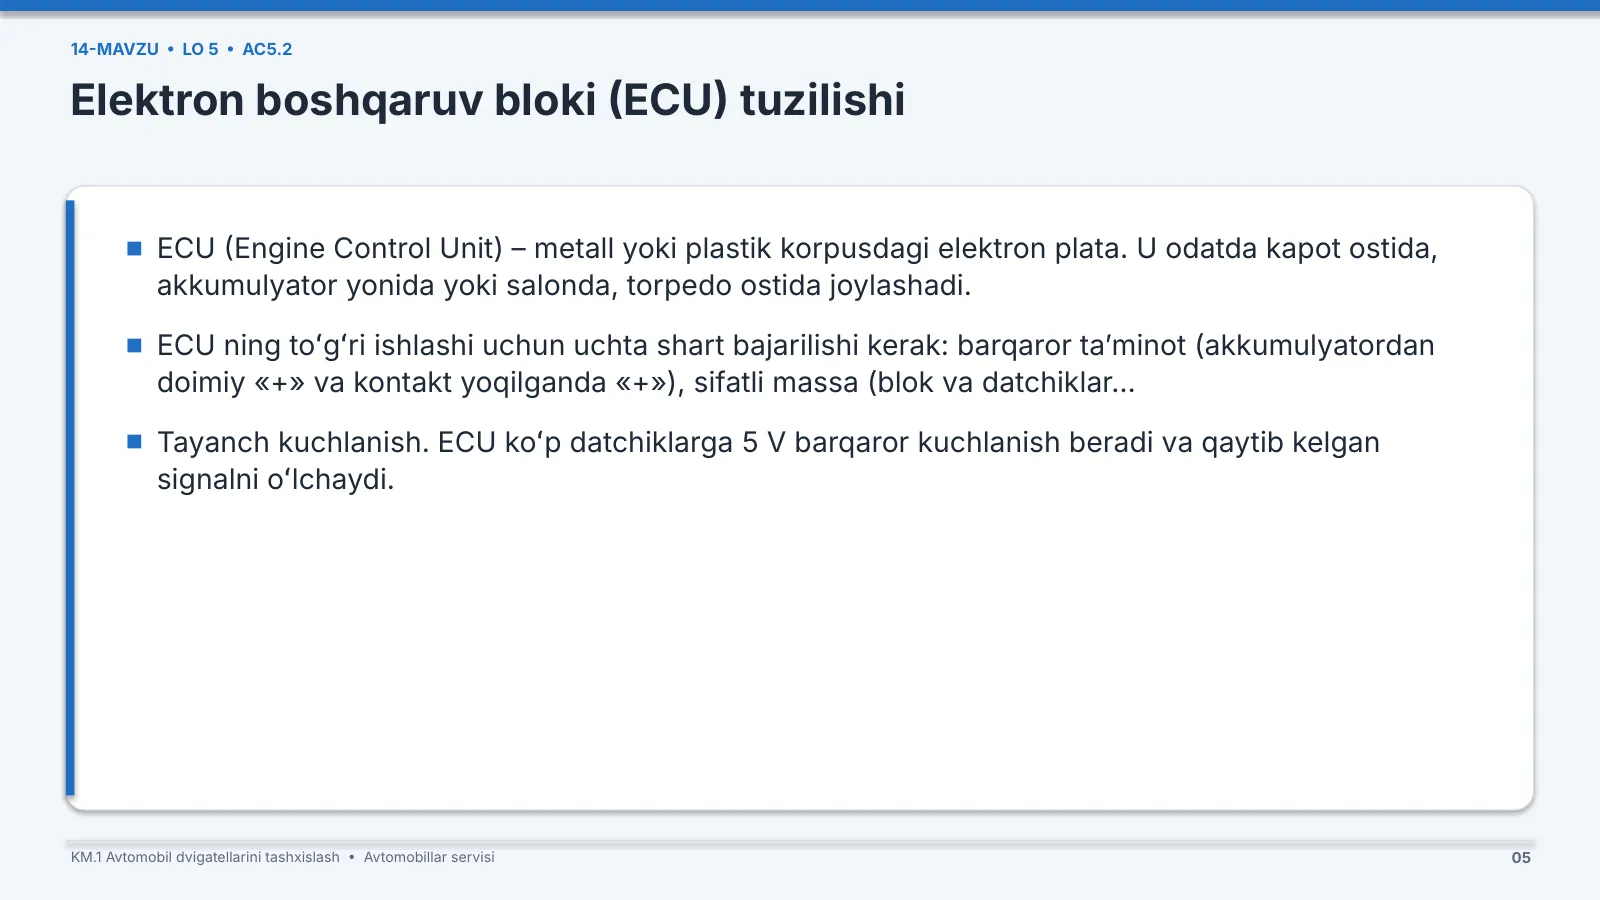 14-MAVZU • LO 5 • AC5.2
Elektron boshqaruv bloki (ECU) tuzilishi
■ ECU (Engine Control Unit) – metall yoki plastik korpusdagi elektron plata. U odatda kapot ostida,
akkumulyator yonida yoki salonda, torpedo ostida joylashadi.
■ ECU ning toʻgʻri ishlashi uchun uchta shart bajarilishi kerak: barqaror taʼminot (akkumulyatordan
doimiy «+» va kontakt yoqilganda «+»), sifatli massa (blok va datchiklar...
■ Tayanch kuchlanish. ECU koʻp datchiklarga 5 V barqaror kuchlanish beradi va qaytib kelgan
signalni oʻlchaydi.
KM.1 Avtomobil dvigatellarini tashxislash • Avtomobillar servisi
05